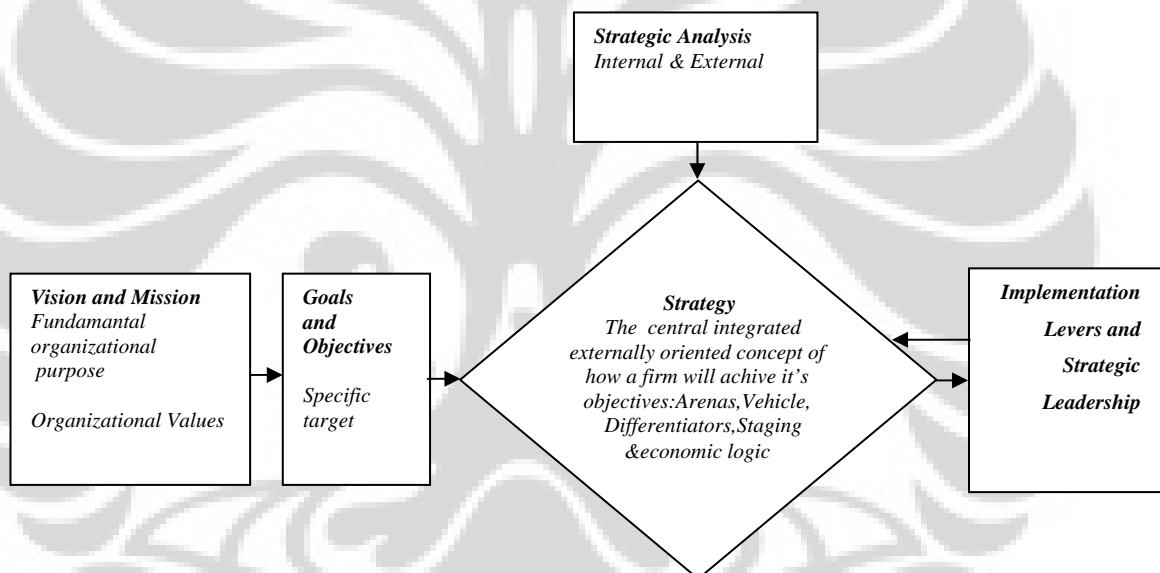 Strategic Analysis
Internal & External
Vision and Mission
Fundamantal
organizational
purpose
Organizational Values
Goals
and
Objectives
Specific
target
Strategy
The central integrated
externally oriented concept of
how a firm will achive it's
objectives:Arenas,Vehicle,
Differentiators,Staging
&economic logic
Implementation
Levers and
Strategic
Leadership